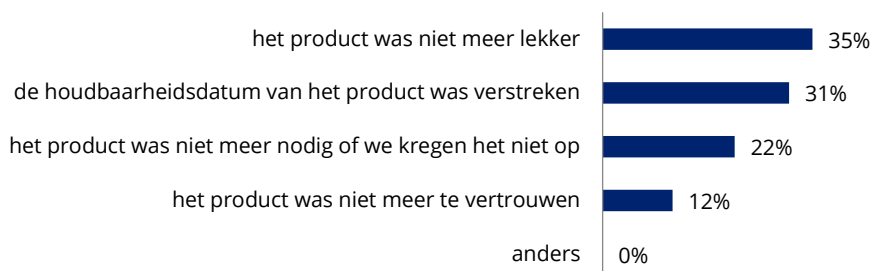 het product was niet meer lekker 35%
de houdbaarheidsdatum van het product was verstreken 31%
het product was niet meer nodig of we kregen het niet op 22%
het product was niet meer te vertrouwen 12%
anders 0%